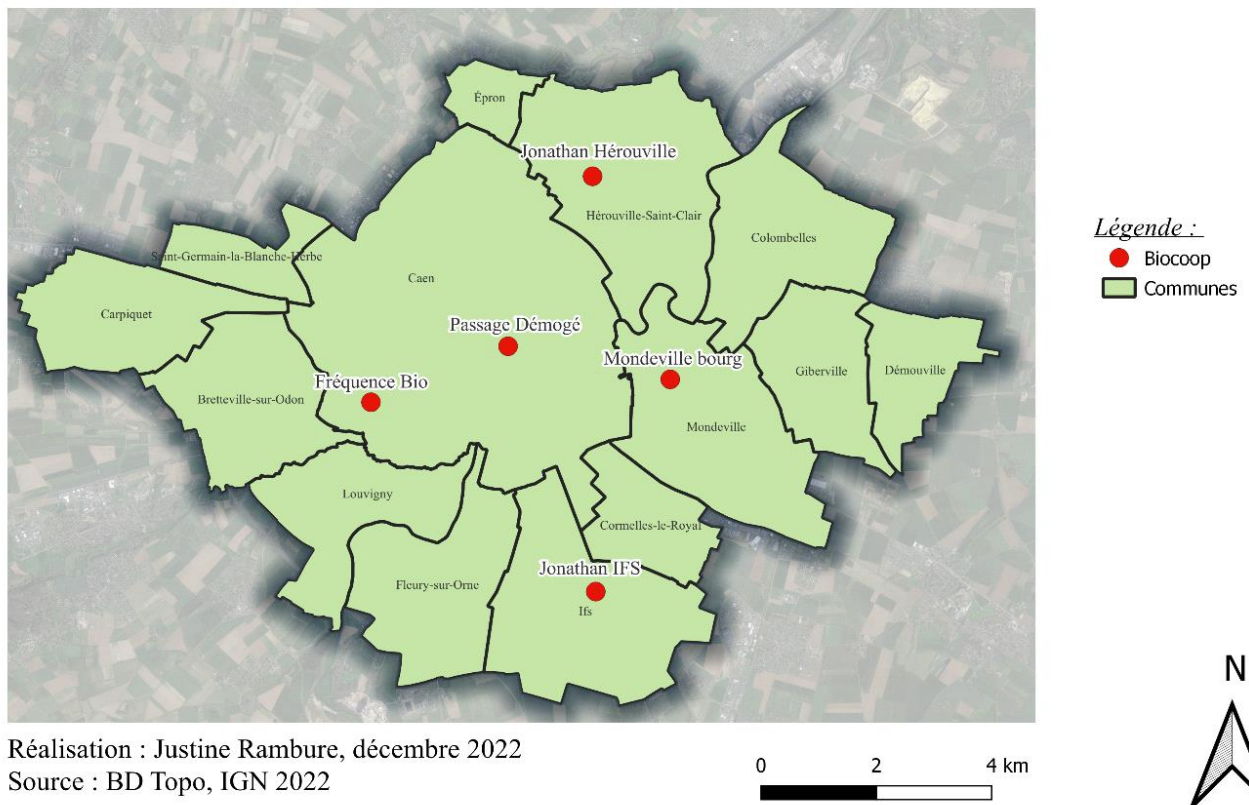 Épron
Jonathan Hérouville
Hérouville-Saint-Clair
Colombelles
Saint-Germain-la-Blanche-Herbe
Caen
Carpiquet
Passage Démogé
Mondeville bourg
Giberville
Démouville
Fréquence Bio
Bretteville-sur-Odon
Mondeville
Louvigny
Cormelles-le-Royal
Jonathan IFS
Fleury-sur-Orne
Ifs
Légende :
Biocoop
Communes
N
Réalisation : Justine Rambure, décembre 2022
Source : BD Topo, IGN 2022
0 2 4 km